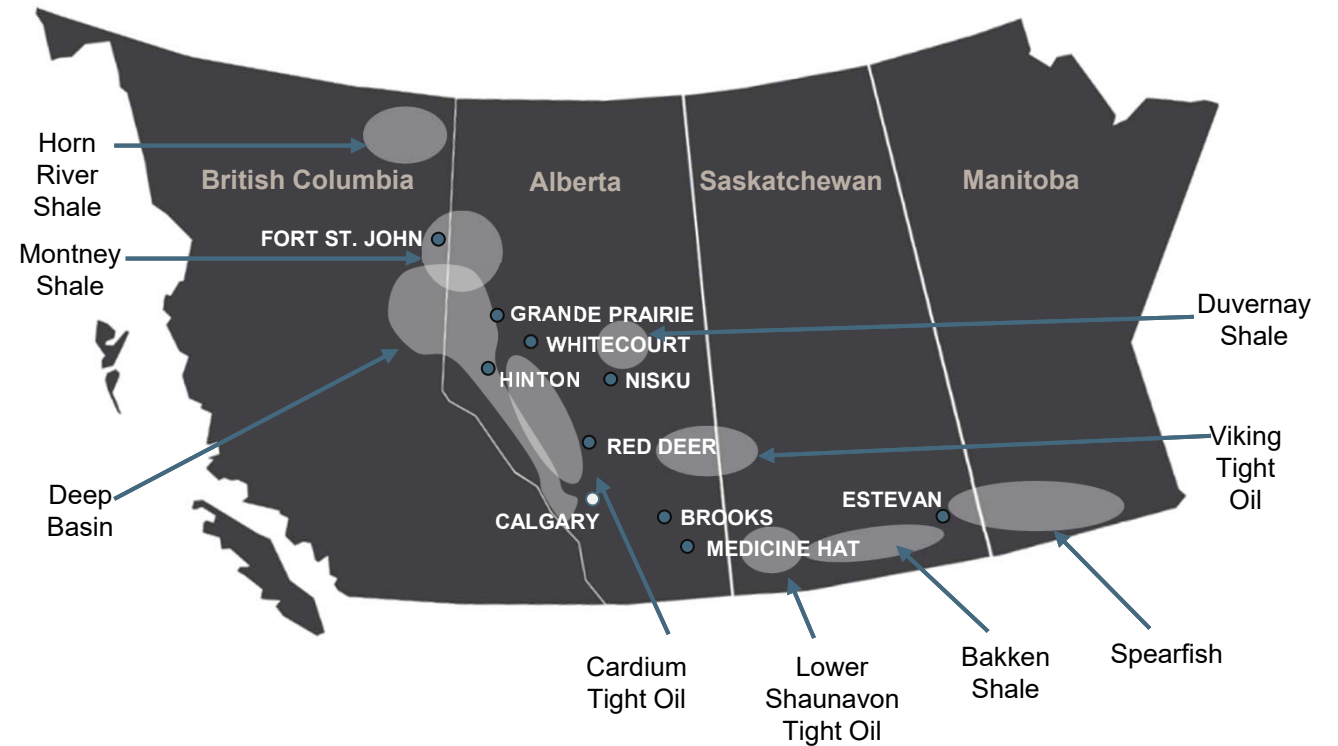 Horn
River
Shale
British Columbia
Alberta
Saskatchewan
Manitoba
FORT ST. JOHN
Montney
Shale
GRANDE PRAIRIE
Duvernay
Shale
WHITECOURT
HINTON
NISKU
RED DEER
Viking
Tight
Oil
Deep
Basin
CALGARY
BROOKS
ESTEVAN
MEDICINE HAT
Cardium
Tight Oil
Lower
Shaunavon
Tight Oil
Bakken
Shale
Spearfish